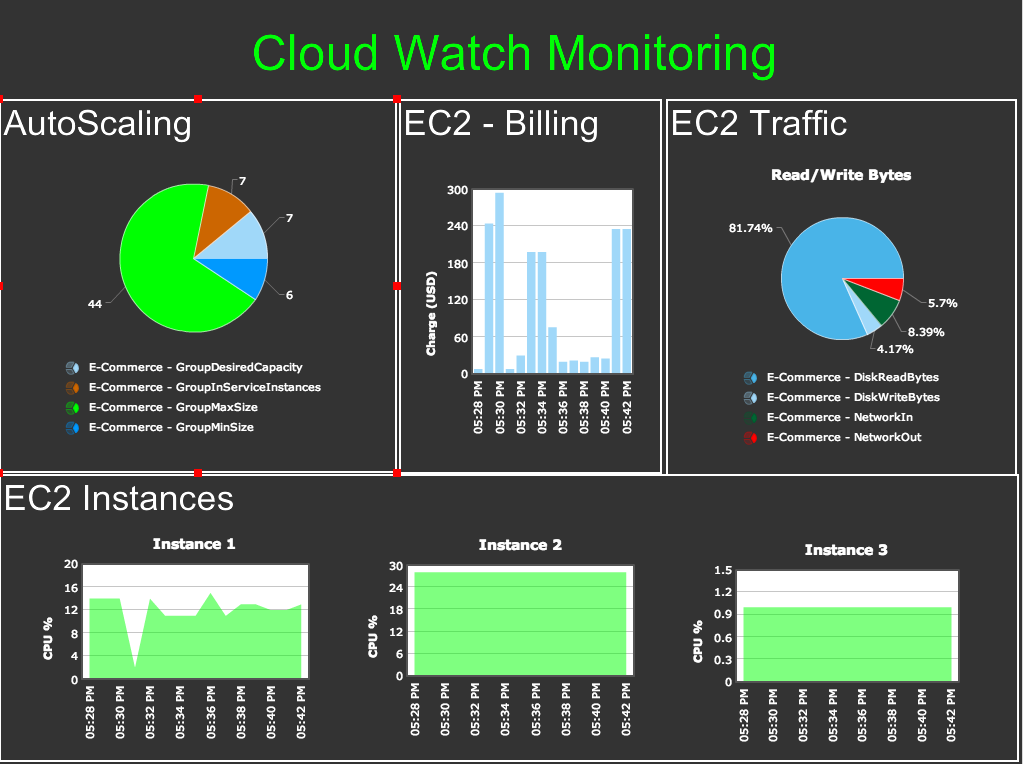 Cloud Watch Monitoring
AutoScaling
7
7
6
44
E-Commerce - GroupDesiredCapacity
E-Commerce - GroupInServiceInstances
E-Commerce - GroupMaxSize
E-Commerce - GroupMinSize
EC2 - Billing
Charge (USD)
300
240
180
120
60
0
05:28 PM
05:30 PM
05:32 PM
05:34 PM
05:36 PM
05:38 PM
05:40 PM
05:42 PM
EC2 Traffic
Read/Write Bytes
81.74%
5.7%
8.39%
4.17%
E-Commerce - DiskReadBytes
E-Commerce - DiskWriteBytes
E-Commerce - NetworkIn
E-Commerce - NetworkOut
EC2 Instances
Instance 1
CPU %
20
16
12
8
4
0
05:28 PM
05:30 PM
05:32 PM
05:34 PM
05:36 PM
05:38 PM
05:40 PM
05:42 PM
Instance 2
CPU %
30
24
18
12
6
0
05:28 PM
05:30 PM
05:32 PM
05:34 PM
05:36 PM
05:38 PM
05:40 PM
05:42 PM
Instance 3
CPU %
1.5
1.2
0.9
0.6
0.3
0
05:28 PM
05:30 PM
05:32 PM
05:34 PM
05:36 PM
05:38 PM
05:40 PM
05:42 PM